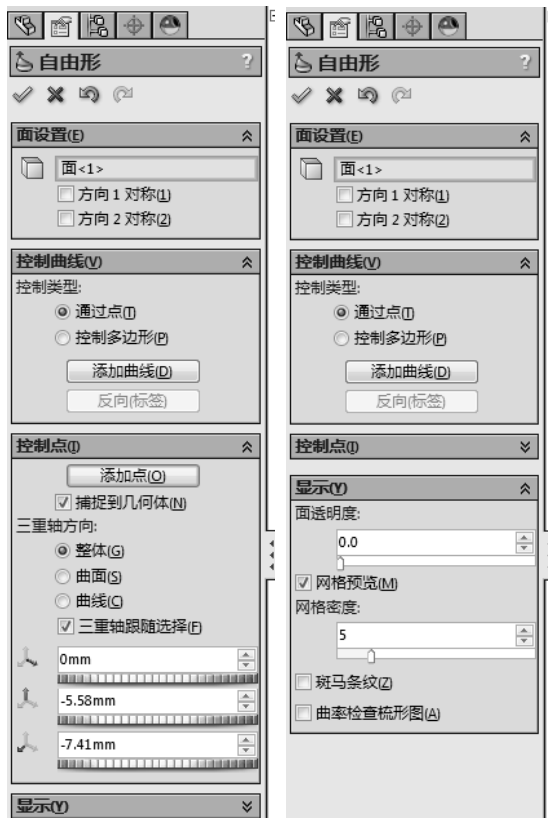 自由形 ?
面设置(E)
面<1>
方向 1 对称(1)
方向 2 对称(2)
控制曲线(V)
控制类型:
通过点(T)
控制多边形(P)
添加曲线(D)
反向(标签)
控制点(I)
添加点(O)
捕捉到几何体(N)
三重轴方向:
整体(G)
曲面(S)
曲线(C)
三重轴跟随选择(F)
0mm
-5.58mm
-7.41mm
显示(Y)
自由形 ?
面设置(E)
面<1>
方向 1 对称(1)
方向 2 对称(2)
控制曲线(V)
控制类型:
通过点(T)
控制多边形(P)
添加曲线(D)
反向(标签)
控制点(I)
显示(Y)
面透明度:
0.0
网格预览(M)
网格密度:
5
斑马条纹(Z)
曲率检查梳形图(A)